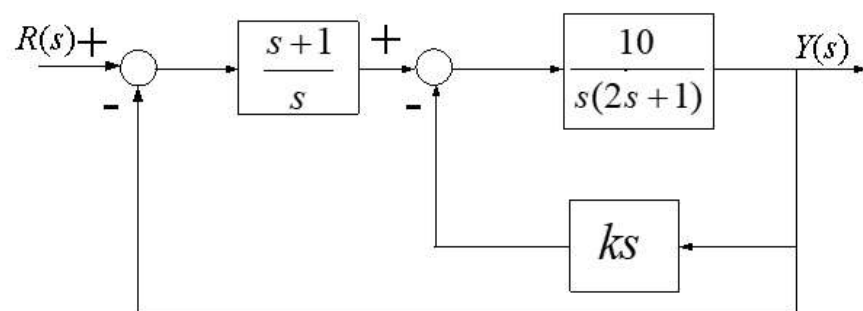 R(s) +
-
s+1
s
+
-
10
s(2s+1)
Y(s)
ks